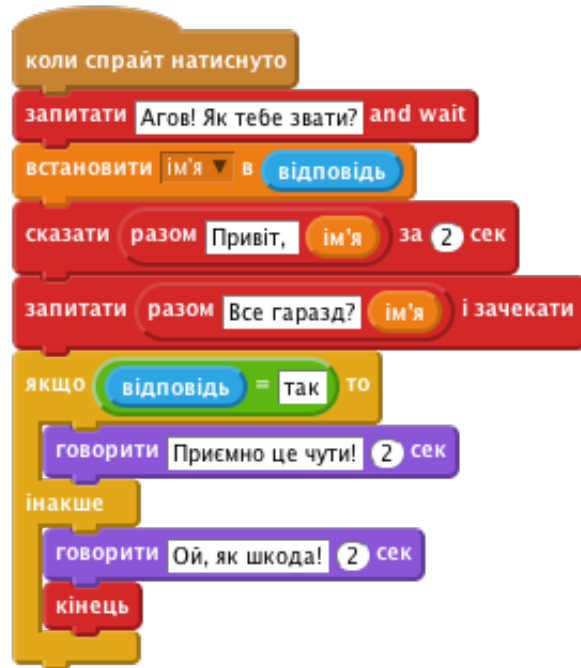 коли спрайт натиснуто
запитати Агов! Як тебе звати? and wait
встановити ім'я в відповідь
сказати разом Привіт, ім'я за 2 сек
запитати разом Все гаразд? ім'я і зачекати
якщо відповідь = так то
говорити Приємно це чути! 2 сек
інакше
говорити Ой, як шкода! 2 сек
кінець